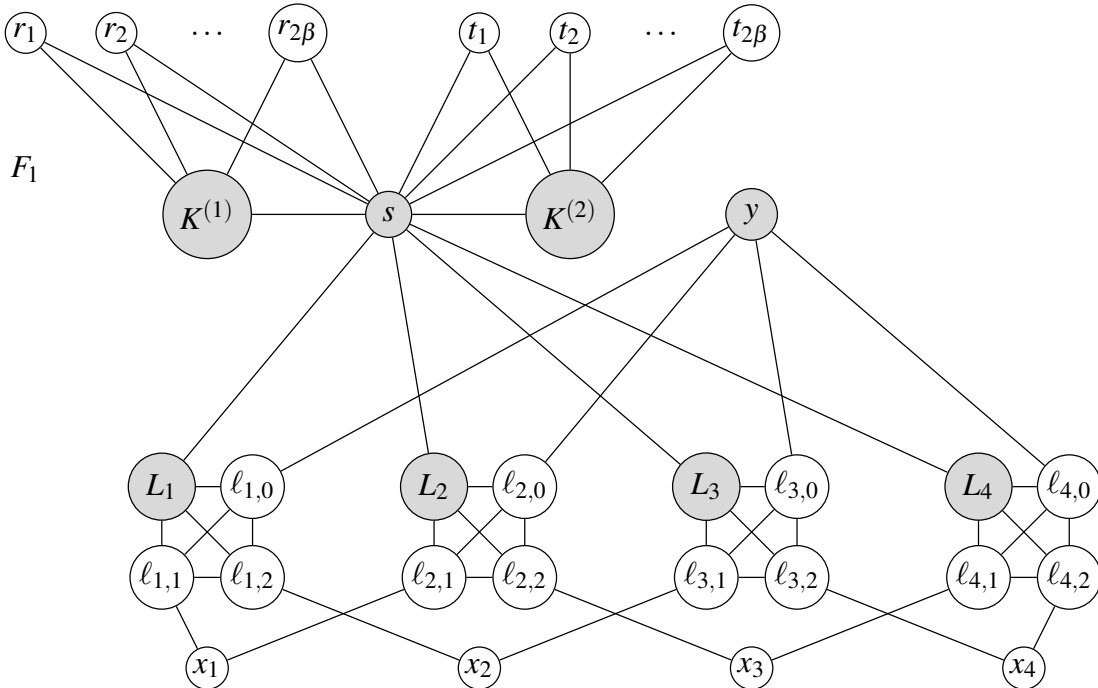 r₁ r₂ ⋯ r₂ᵦ t₁ t₂ ⋯ t₂ᵦ
F₁
K⁽¹⁾ s K⁽²⁾ y
L₁ ℓ₁,₀ L₂ ℓ₂,₀ L₃ ℓ₃,₀ L₄ ℓ₄,₀
ℓ₁,₁ ℓ₁,₂ ℓ₂,₁ ℓ₂,₂ ℓ₃,₁ ℓ₃,₂ ℓ₄,₁ ℓ₄,₂
x₁ x₂ x₃ x₄